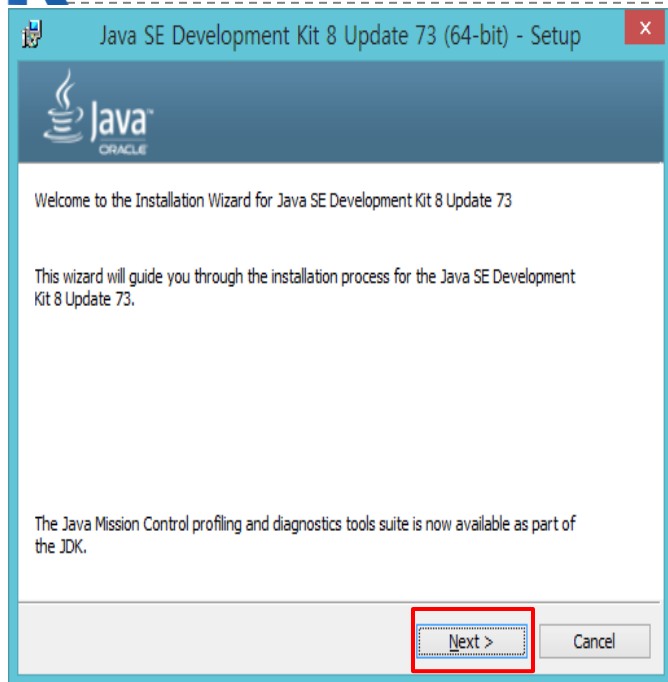 Java SE Development Kit 8 Update 73 (64-bit) - Setup
x
Java™
ORACLE
Welcome to the Installation Wizard for Java SE Development Kit 8 Update 73
This wizard will guide you through the installation process for the Java SE Development
Kit 8 Update 73.
The Java Mission Control profiling and diagnostics tools suite is now available as part of
the JDK.
Next > Cancel